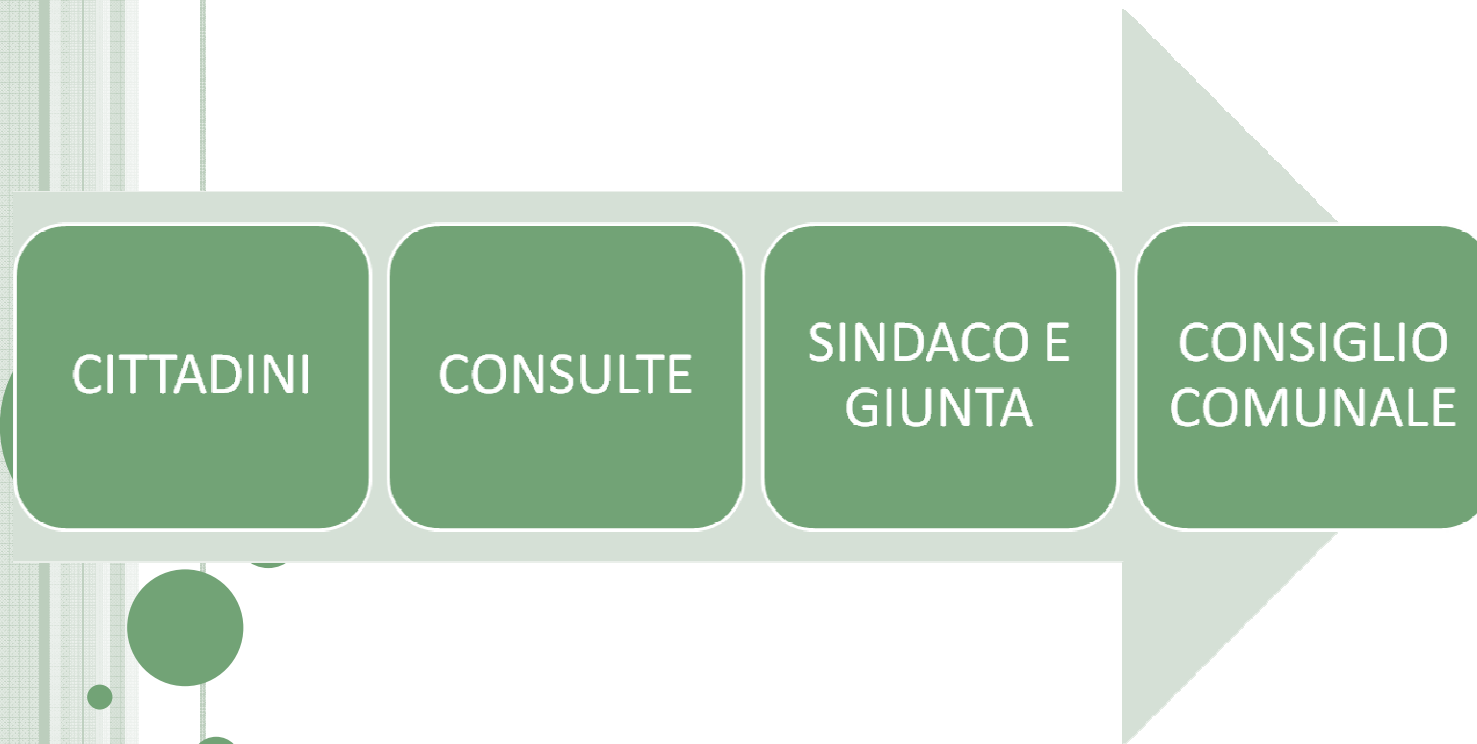 CITTADINI
CONSULTE
SINDACO E
GIUNTA
CONSIGLIO
COMUNALE